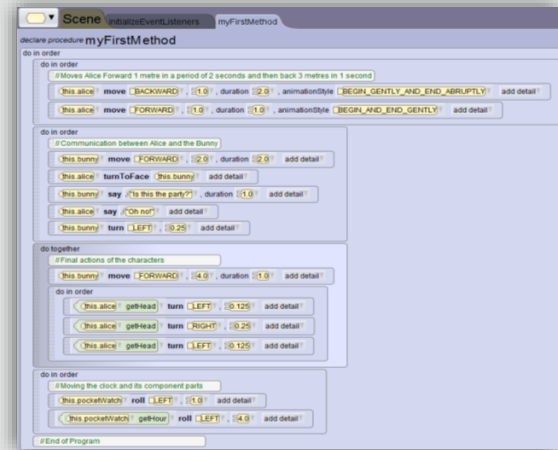 Scene initializeEventListeners myFirstMethod
declare procedure myFirstMethod
do in order
do in order
//Moves Alice Forward 1 metre in a period of 2 seconds and then back 3 metres in 1 second
this.alice move BACKWARD , 1.0 , duration 2.0 , animationStyle BEGIN_GENTLY_AND_END_ABRUPTLY add detail
this.alice move FORWARD , 1.0 , duration 1.0 , animationStyle BEGIN_AND_END_GENTLY add detail
do in order
//Communication between Alice and the Bunny
this.bunny move FORWARD , 2.0 , duration 2.0 add detail
this.alice turnToFace this.bunny add detail
this.bunny say "Is this the party?" , duration 1.0 add detail
this.alice say "Oh no!" add detail
this.bunny turn LEFT , 0.25 add detail
do together
//Final actions of the characters
this.bunny move FORWARD , 4.0 , duration 1.0 add detail
do in order
this.alice getHead turn LEFT , 0.125 add detail
this.alice getHead turn RIGHT , 0.25 add detail
this.alice getHead turn LEFT , 0.125 add detail
do in order
//Moving the clock and its component parts
this.pocketWatch roll LEFT , 1.0 add detail
this.pocketWatch getHour roll LEFT , 4.0 add detail
//End of Program